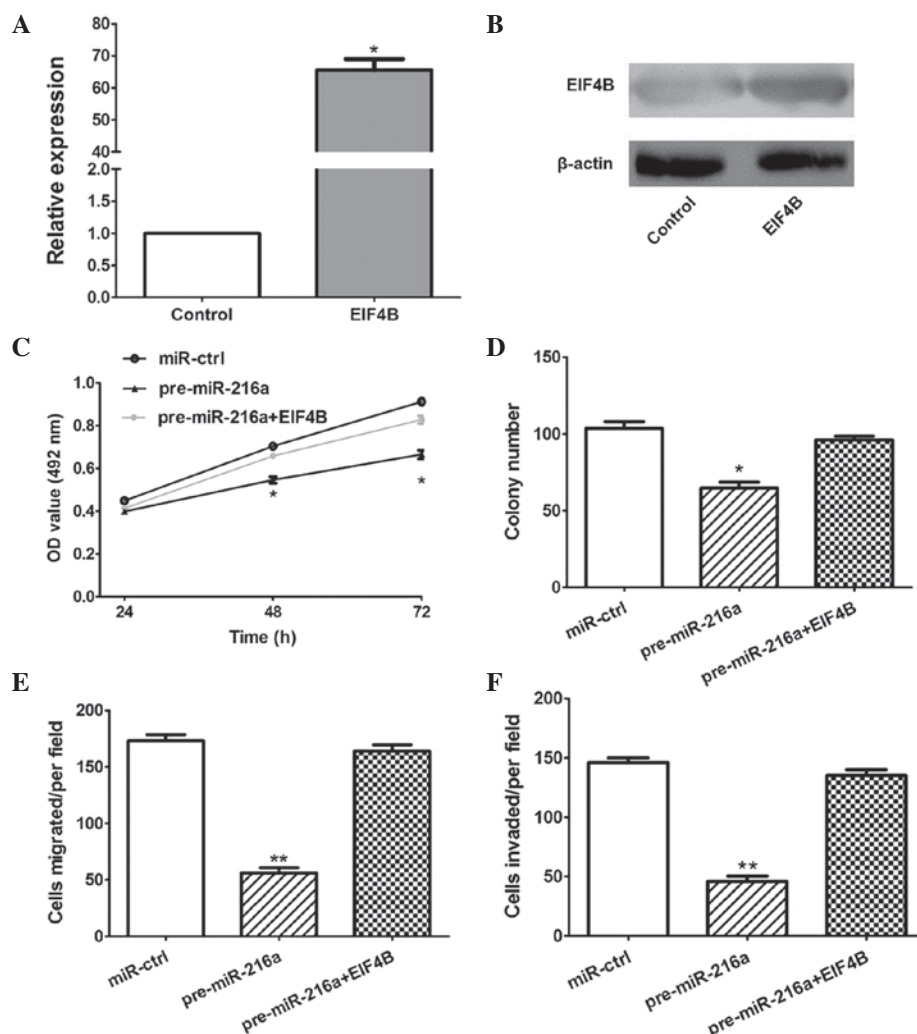 A
Relative expression
80
70
60
50
40
2.0
1.5
1.0
0.5
0.0
*
Control
EIF4B
B
EIF4B
β-actin
Control
EIF4B
C
miR-ctrl
pre-miR-216a
pre-miR-216a+EIF4B
OD value (492 nm)
1.0
0.8
0.6
0.4
0.2
*
*
24
48
72
Time (h)
D
Colony number
150
100
50
0
*
miR-ctrl
pre-miR-216a
pre-miR-216a+EIF4B
E
Cells migrated/per field
200
150
100
50
0
**
miR-ctrl
pre-miR-216a
pre-miR-216a+EIF4B
F
Cells invaded/per field
200
150
100
50
0
**
miR-ctrl
pre-miR-216a
pre-miR-216a+EIF4B